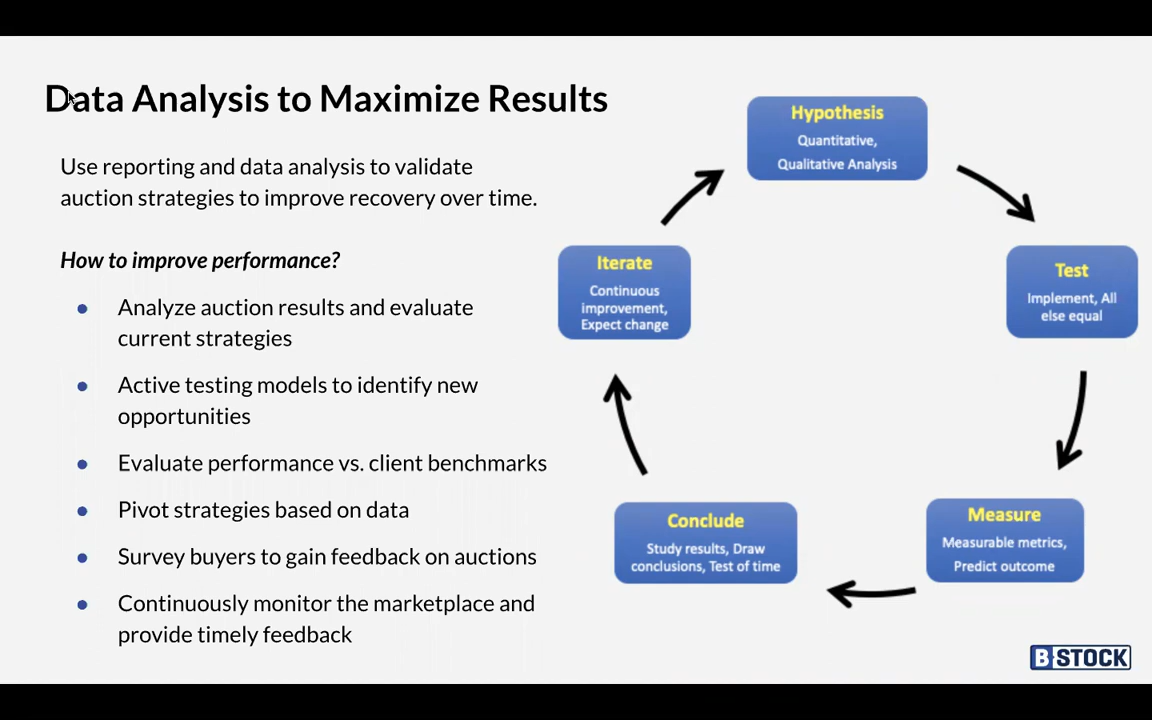 Data Analysis to Maximize Results
Use reporting and data analysis to validate
auction strategies to improve recovery over time.
How to improve performance?
● Analyze auction results and evaluate
current strategies
● Active testing models to identify new
opportunities
● Evaluate performance vs. client benchmarks
● Pivot strategies based on data
● Survey buyers to gain feedback on auctions
● Continuously monitor the marketplace and
provide timely feedback
Hypothesis
Quantitative,
Qualitative Analysis
Test
Implement, All
else equal
Measure
Measurable metrics,
Predict outcome
Conclude
Study results, Draw
conclusions, Test of time
Iterate
Continuous
improvement,
Expect change
B STOCK